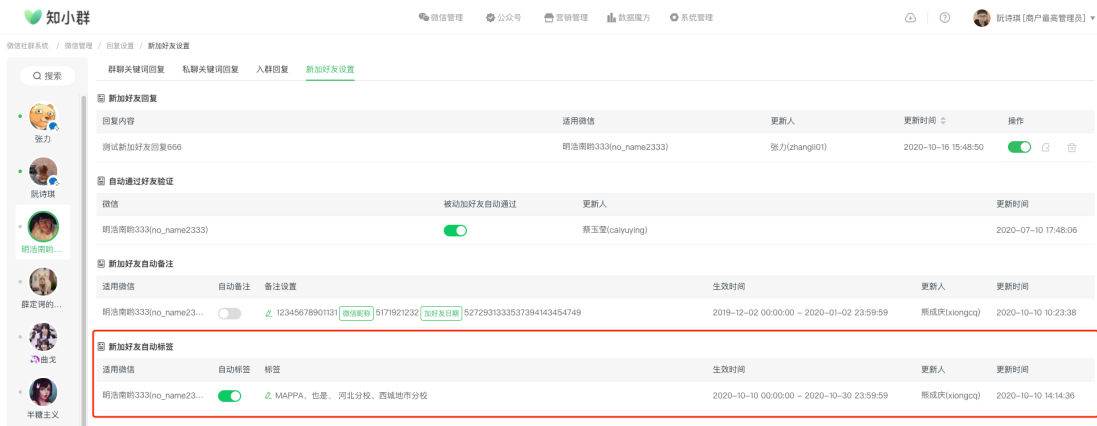 知小群
微信管理 公众号 营销管理 数据魔方 系统管理
阮诗琪 [商户最高管理员]
微信社群系统 / 微信管理 / 回复设置 / 新加好友设置
搜索
群聊关键词回复 私聊关键词回复 入群回复 新加好友设置
新加好友回复
回复内容 适用微信 更新人 更新时间 操作
测试新加好友回复666 明浩南哟333(no_name2333) 张力(zhangli01) 2020-10-16 15:48:50
张力
自动通过好友验证
微信 被动加好友自动通过 更新人 更新时间
阮诗琪
明浩南哟333(no_name2333) 蔡玉莹(caiyuying) 2020-07-10 17:48:06
明浩南哟...
新加好友自动备注
适用微信 自动备注 备注设置 生效时间 更新人 更新时间
薛定谔的...
明浩南哟333(no_name23... 12345678901131 微信昵称 5171921232 加好友日期 5272931333537394143454749 2019-12-02 00:00:00 ~ 2020-01-02 23:59:59 熊成庆(xiongcq) 2020-10-10 10:23:38
新加好友自动标签
曲戈
适用微信 自动标签 标签 生效时间 更新人 更新时间
明浩南哟333(no_name23... MAPPA、也是、 河北分校、西城地市分校 2020-10-10 00:00:00 ~ 2020-10-30 23:59:59 熊成庆(xiongcq) 2020-10-10 14:14:36
半糖主义